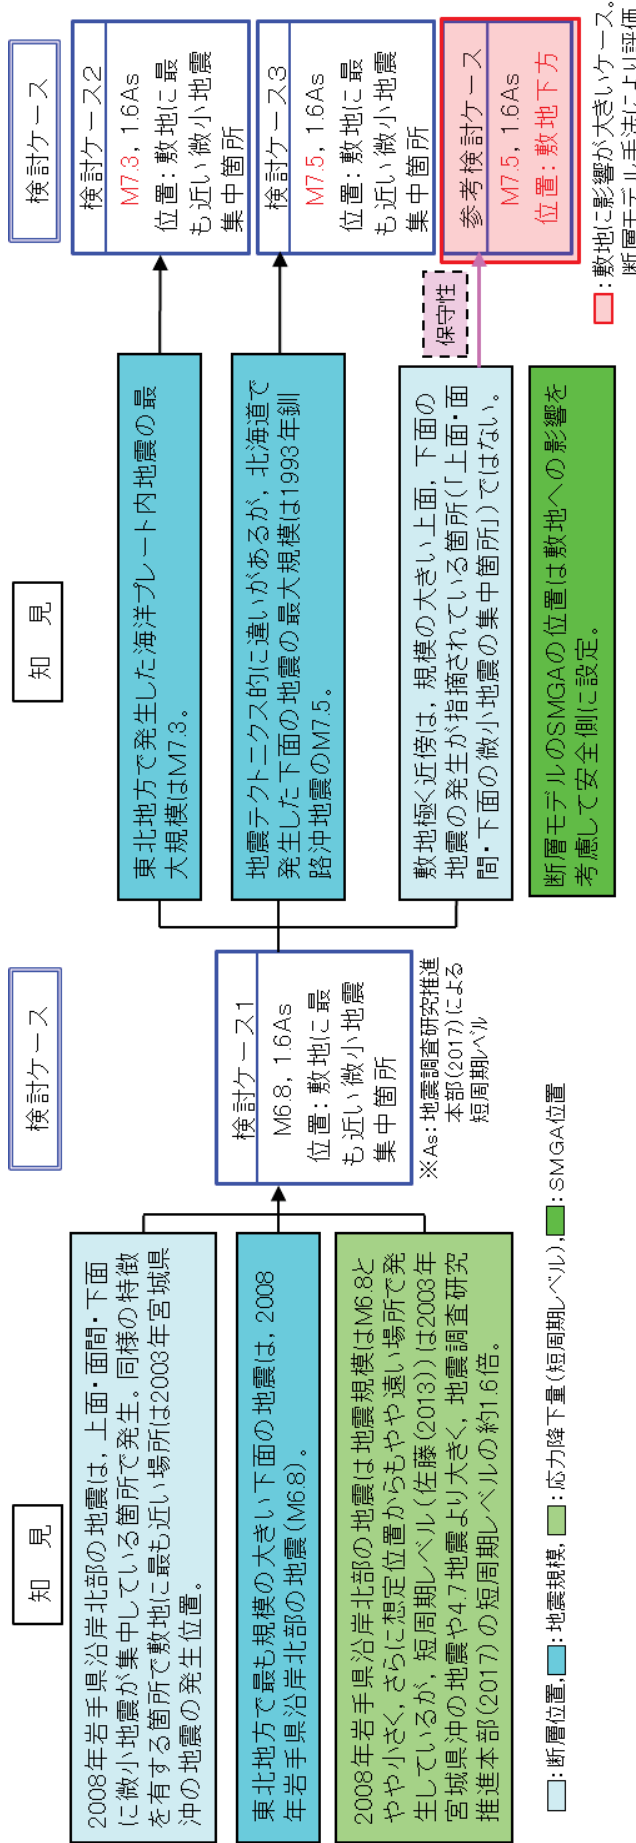 知 見
2008年岩手県沿岸北部の地震は，上面・面間・下面
に微小地震が集中している箇所で発生。同様の特徴
を有する箇所で敷地に最も近い場所は2003年宮城県
沖の地震の発生位置。
東北地方で最も規模の大きい下面の地震は，2008
年岩手県沿岸北部の地震（M6.8）。
2008年岩手県沿岸北部の地震は地震規模はM6.8と
やや小さく，さらに想定位置からもやや遠い場所で発
生しているが，短周期レベル（佐藤（2013））は2003年
宮城県沖の地震や4.7地震より大きく，地震調査研究
推進本部（2017）の短周期レベルの約1.6倍。
検討ケース
検討ケース1
M6.8，1.6As
位置：敷地に最
も近い微小地震
集中箇所
※As：地震調査研究推進
本部（2017）による
短周期レベル
知 見
東北地方で発生した海洋プレート内地震の最
大規模はM7.3。
地震テクトニクス的に違いがあるが，北海道で
発生した下面の地震の最大規模は1993年釧
路沖地震のM7.5。
敷地極く近傍は，規模の大きい上面，下面の
地震の発生が指摘されている箇所（「上面・面
間・下面の微小地震の集中箇所」）ではない。
断層モデルのSMGAの位置は敷地への影響を
考慮して安全側に設定。
保守性
検討ケース
検討ケース2
M7.3，1.6As
位置：敷地に最
も近い微小地震
集中箇所
検討ケース3
M7.5，1.6As
位置：敷地に最
も近い微小地震
集中箇所
参考検討ケース
M7.5，1.6As
位置：敷地下方
：敷地に影響が大きいケース。
断層モデル手法により評価
：断層位置，：地震規模，：応力降下量（短周期レベル），：SMGA位置